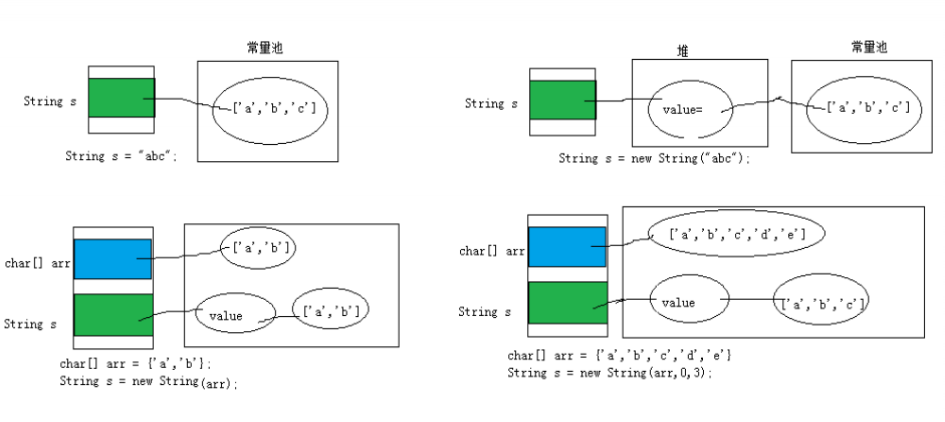 常量池
String s
['a','b','c']
String s = "abc";
堆
常量池
String s
value=
['a','b','c']
String s = new String("abc");
char[] arr
['a','b']
String s
value
['a','b']
char[] arr = {'a','b'};
String s = new String(arr);
char[] arr
['a','b','c','d','e']
String s
value
['a','b','c']
char[] arr = {'a','b','c','d','e'}
String s = new String(arr,0,3);